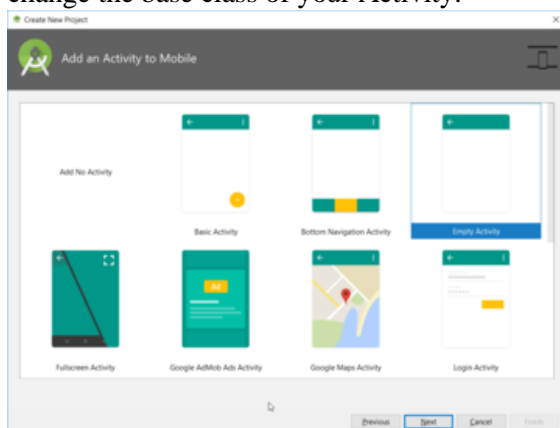 change the base class of your Activity.
Create New Project
Add an Activity to Mobile
Add No Activity
Basic Activity
Bottom Navigation Activity
Empty Activity
Ad
Fullscreen Activity
Google AdMob Ads Activity
Google Maps Activity
Login Activity
Previous Next Cancel Finish